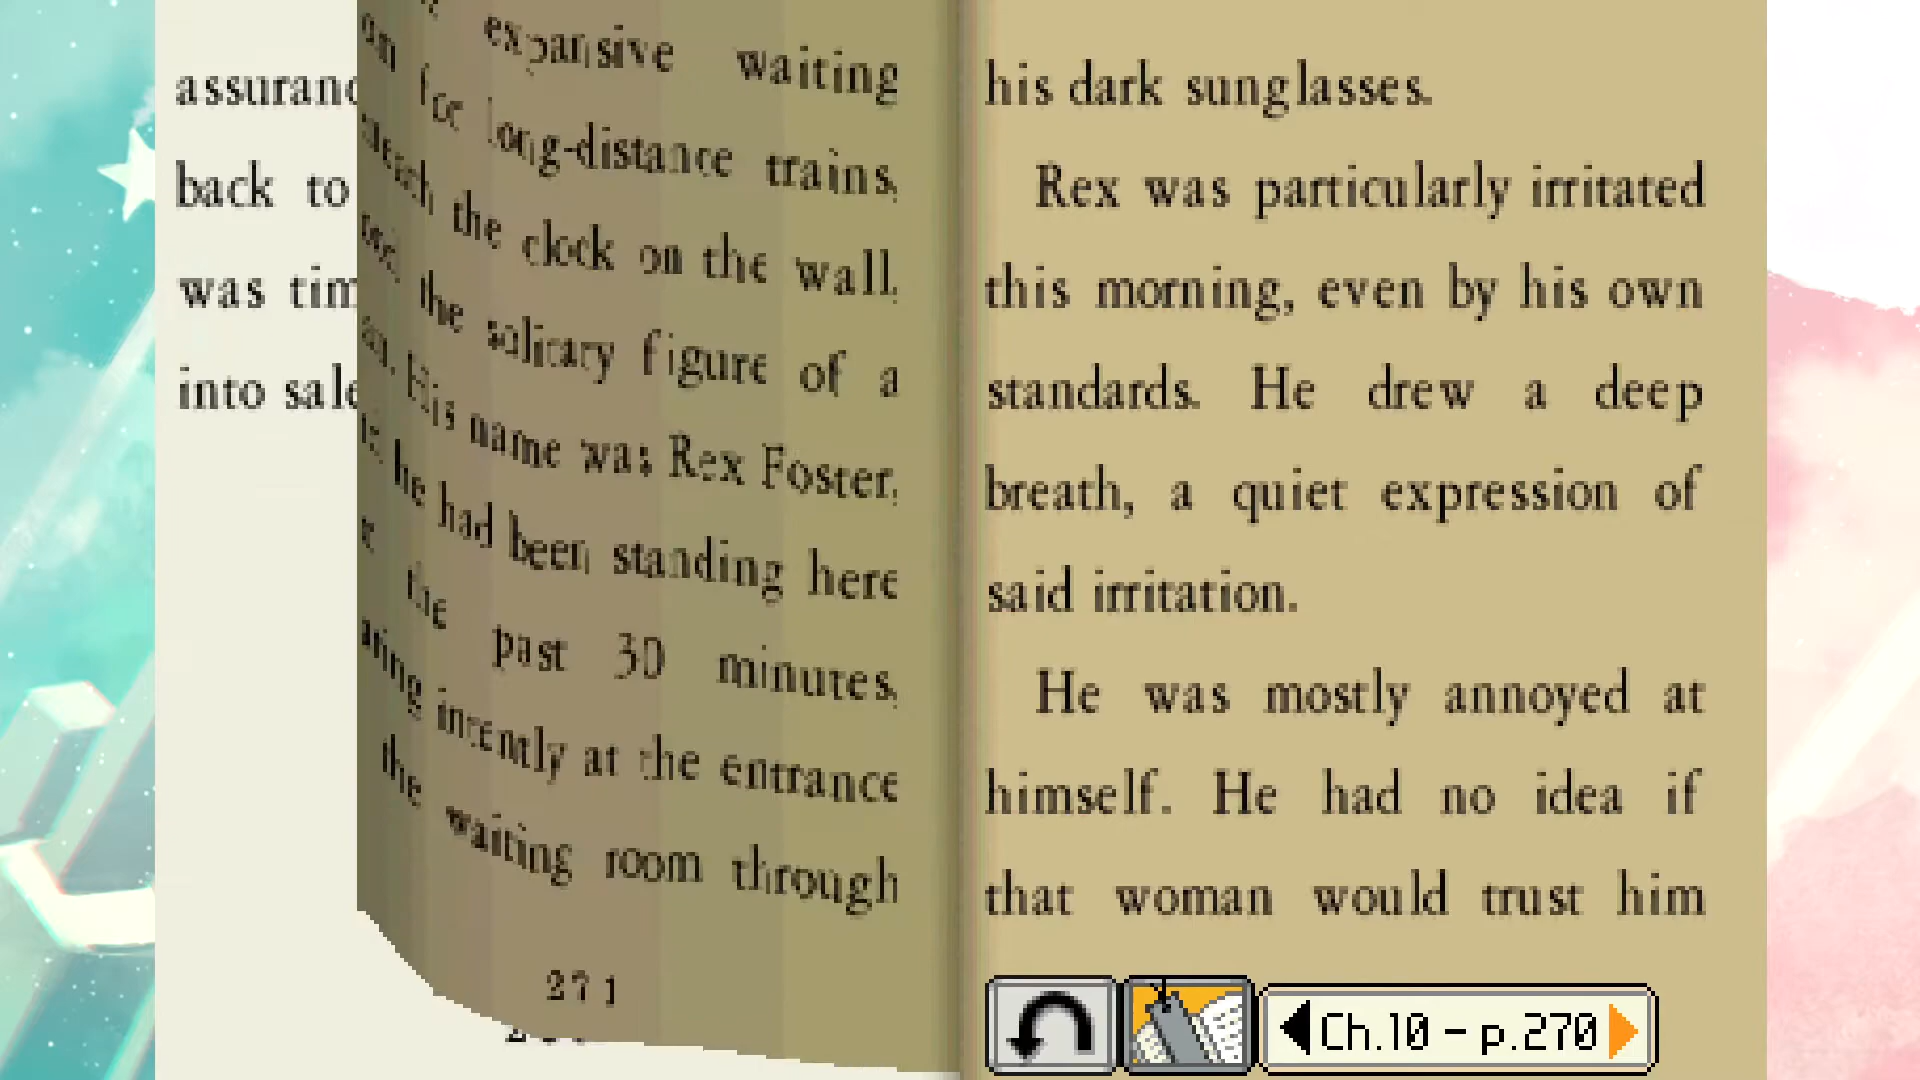 assuran
back to
was tim
into sale
expansive waiting
for long-distance trains.
the clock on the wall,
the solitary figure of a
His name was Rex Foster,
he had been standing here
the past 30 minutes,
intently at the entrance
the waiting room through
271
his dark sunglasses.
Rex was particularly irritated
this morning, even by his own
standards. He drew a deep
breath, a quiet expression of
said irritation.
He was mostly annoyed at
himself. He had no idea if
that woman would trust him
Ch.10 - p.270